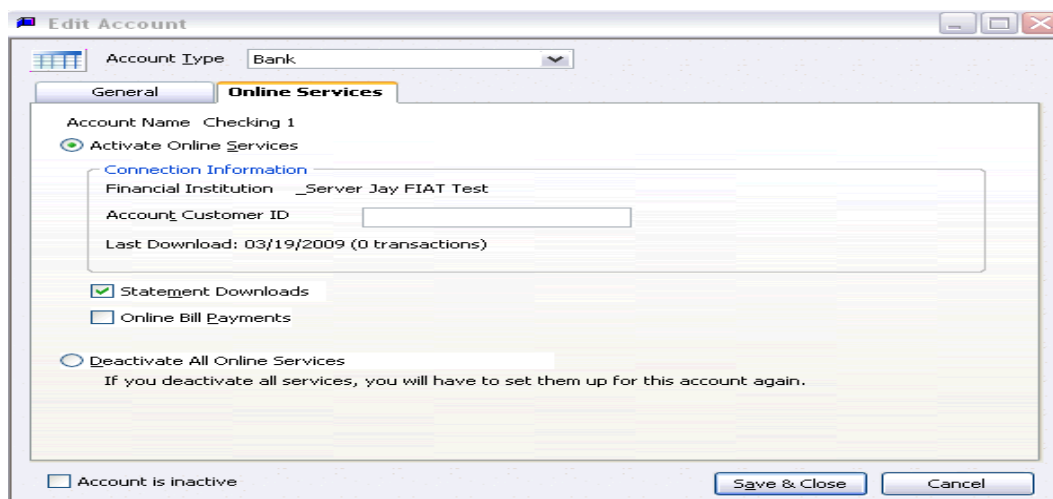 Edit Account
Account Type Bank
General Online Services
Account Name Checking 1
Activate Online Services
Connection Information
Financial Institution _Server Jay FIAT Test
Account Customer ID
Last Download: 03/19/2009 (0 transactions)
Statement Downloads
Online Bill Payments
Deactivate All Online Services
If you deactivate all services, you will have to set them up for this account again.
Account is inactive Save & Close Cancel